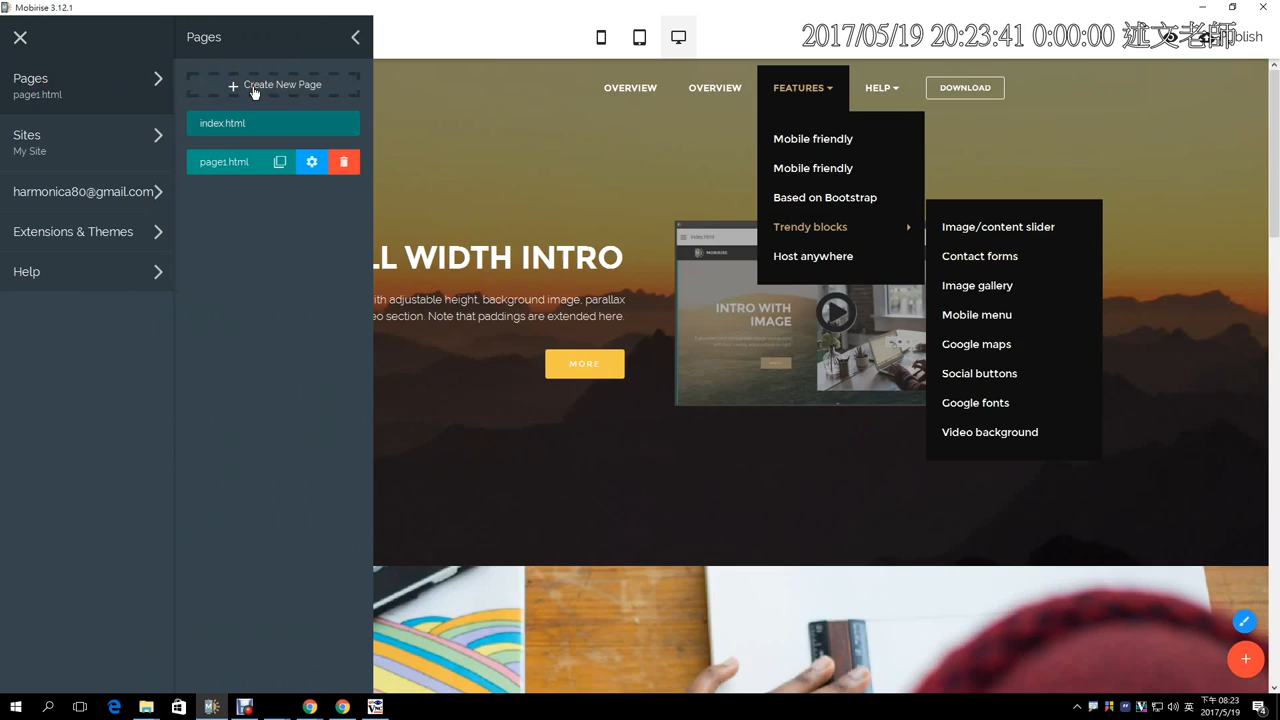 Mobirise 3.12.1
2017/05/19 20:23:41 0:00:00 述文老師
Pages
Pages
page1.html
Sites
My Site
harmonica80@gmail.com
Extensions & Themes
Help
Create New Page
index.html
page1.html
OVERVIEW
OVERVIEW
FEATURES
HELP
DOWNLOAD
Mobile friendly
Mobile friendly
Based on Bootstrap
Trendy blocks
Host anywhere
Image/content slider
Contact forms
Image gallery
Mobile menu
Google maps
Social buttons
Google fonts
Video background
LL WIDTH INTRO
ith adjustable height, background image, parallax
eo section. Note that paddings are extended here.
MORE
index.html
MOBIRISE
INTRO WITH
IMAGE
英
下午 08:23
2017/5/19